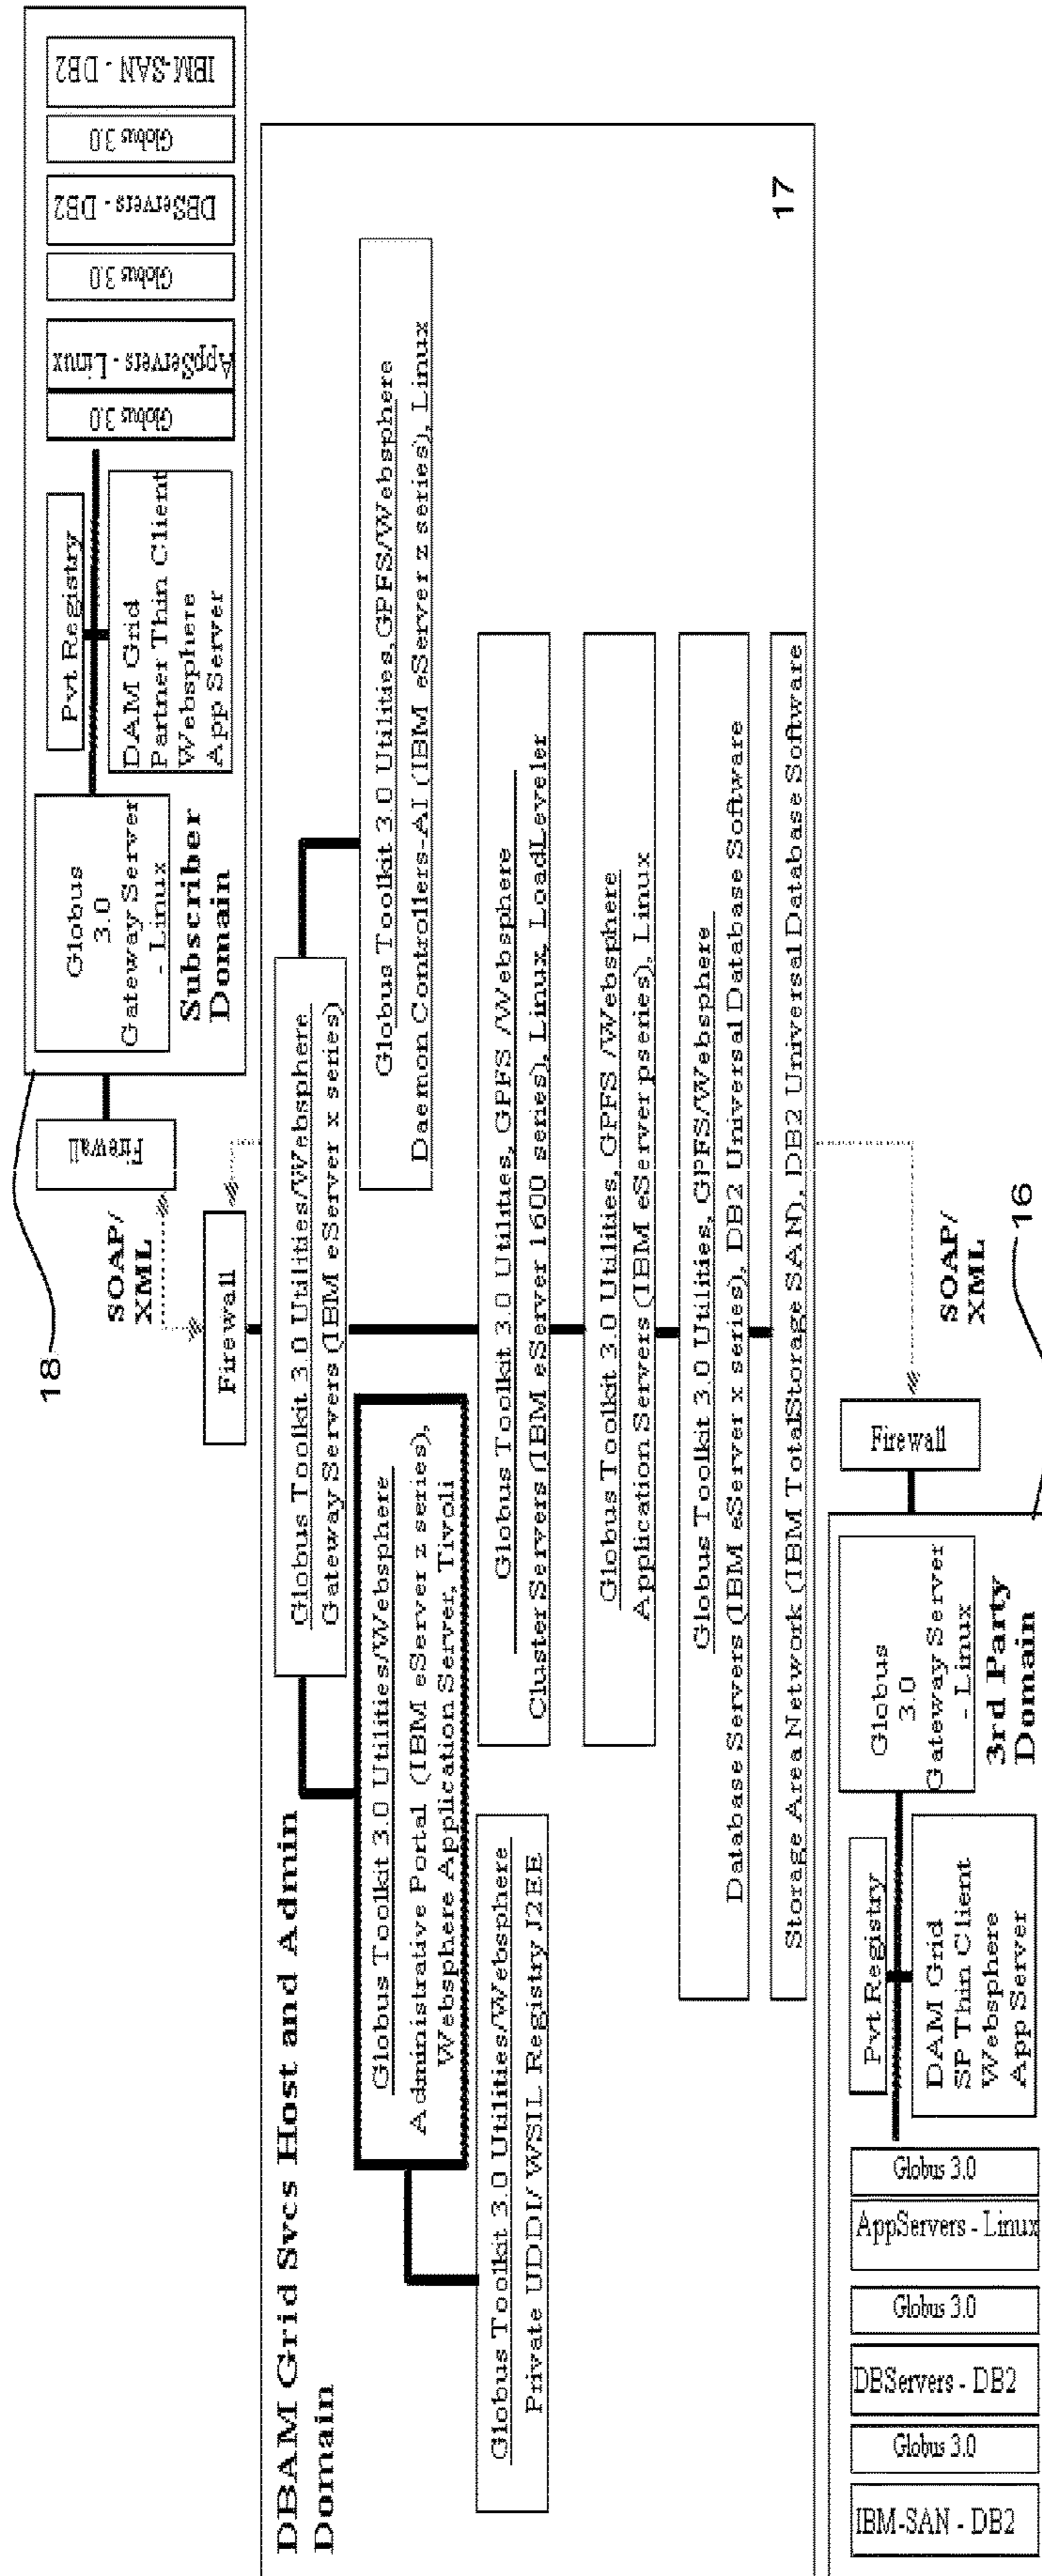 18
SOAP/
XML
Firewall
Globus
3.0
Gateway Server
- Linux
Subscriber
Domain
Pvt Registry
DAM Grid
Partner Thin Client
Websphere
App Server
Globus 3.0
AppServers - Linux
Globus 3.0
DBServers - DB2
Globus 3.0
IBM-SAN - DB2
Firewall
DBAM Grid Svcs Host and Admin
Domain
Globus Toolkit 3.0 Utilities/Websphere
Gateway Servers (IBM eServer x series)
Globus Toolkit 3.0 Utilities/Websphere
Administrative Portal (IBM eServer z series),
Websphere Application Server, Tivoli
Globus Toolkit 3.0 Utilities, GPFS/Websphere
Daemon Controllers-AI (IBM eServer z series), Linux
Globus Toolkit 3.0 Utilities/Websphere
Private UDDI/ WSIL Registry J2EE
Globus Toolkit 3.0 Utilities, GPFS /Websphere
Cluster Servers (IBM eServer 1600 series), Linux, LoadLeveler
Globus Toolkit 3.0 Utilities, GPFS /Websphere
Application Servers (IBM eServer pseries), Linux
Globus Toolkit 3.0 Utilities, GPFS/Websphere
Database Servers (IBM eServer x series), DB2 Universal Database Software
Storage Area Network (IBM TotalStorage SAN), DB2 Universal Database Software
17
IBM-SAN - DB2
Globus 3.0
DBServers - DB2
Globus 3.0
AppServers - Linux
Globus 3.0
Pvt Registry
DAM Grid
SP Thin Client
Websphere
App Server
Globus
3.0
Gateway Server
- Linux
3rd Party
Domain
Firewall
SOAP/
XML
16